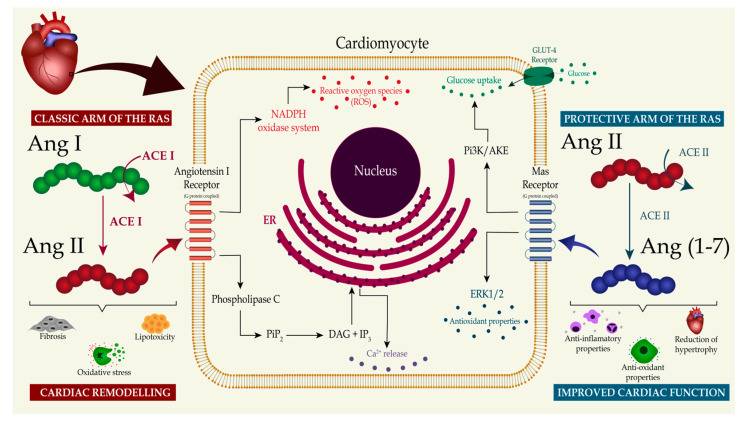 Cardiomyocyte
GLUT-4
Receptor
Glucose
Glucose uptake
Reactive oxygen species
(ROS)
NADPH
oxidase system
CLASSIC ARM OF THE RAS
Ang I
ACE I
ACE I
Ang II
Angiotensin I
Receptor
(G protein coupled)
Nucleus
ER
Pi3K/AKE
Mas
Receptor
(G protein coupled)
PROTECTIVE ARM OF THE RAS
Ang II
ACE II
ACE II
Ang (1-7)
Phospholipase C
PiP2
DAG + IP3
Ca2+ release
ERK1/2
Antioxidant properties
Fibrosis
Lipotoxicity
Oxidative stress
CARDIAC REMODELLING
Anti-inflamatory
properties
Anti-oxidant
properties
Reduction of
hypertrophy
IMPROVED CARDIAC FUNCTION